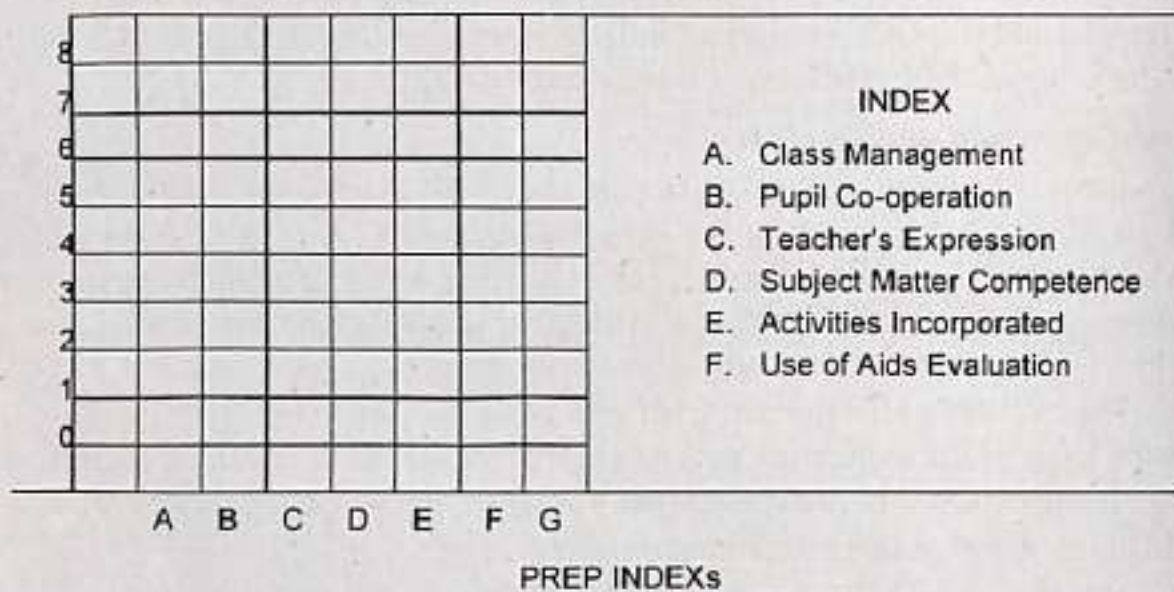 8
7
6
5
4
3
2
1
0
A B C D E F G
PREP INDEXs
INDEX
A. Class Management
B. Pupil Co-operation
C. Teacher's Expression
D. Subject Matter Competence
E. Activities Incorporated
F. Use of Aids Evaluation